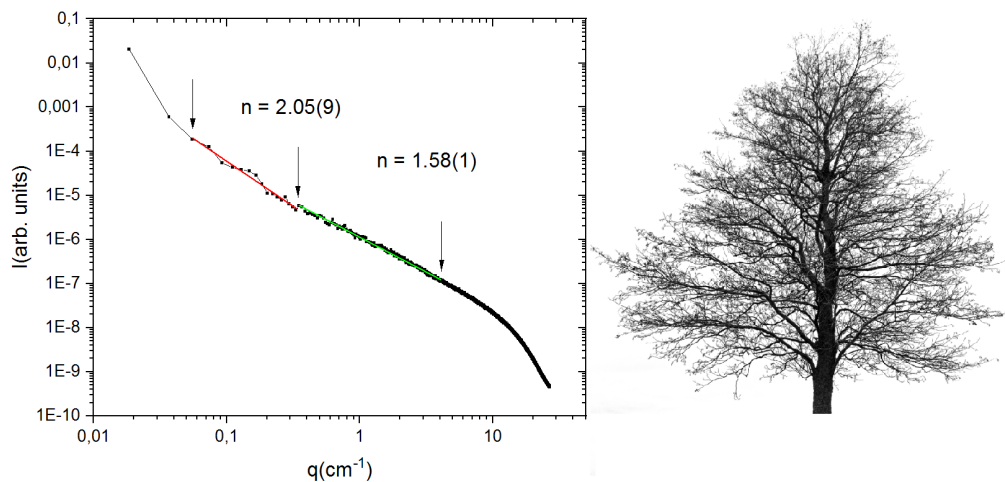 0,1
0,01
0,001
1E-4
1E-5
1E-6
1E-7
1E-8
1E-9
1E-10
I(arb. units)
n = 2.05(9)
n = 1.58(1)
0,01
0,1
1
10
q(cm⁻¹)